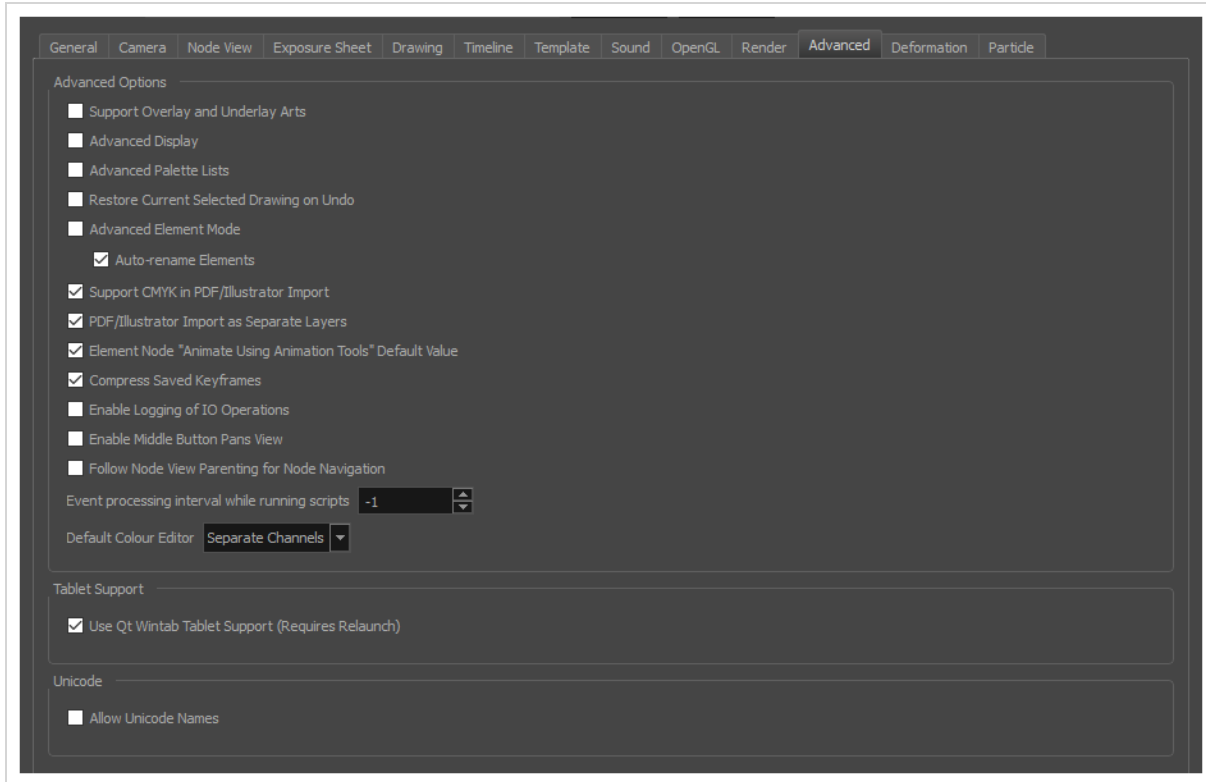 General Camera Node View Exposure Sheet Drawing Timeline Template Sound OpenGL Render Advanced Deformation Particle
Advanced Options
Support Overlay and Underlay Arts
Advanced Display
Advanced Palette Lists
Restore Current Selected Drawing on Undo
Advanced Element Mode
Auto-rename Elements
Support CMYK in PDF/Illustrator Import
PDF/Illustrator Import as Separate Layers
Element Node "Animate Using Animation Tools" Default Value
Compress Saved Keyframes
Enable Logging of IO Operations
Enable Middle Button Pans View
Follow Node View Parenting for Node Navigation
Event processing interval while running scripts -1
Default Colour Editor Separate Channels
Tablet Support
Use Qt Wintab Tablet Support (Requires Relaunch)
Unicode
Allow Unicode Names